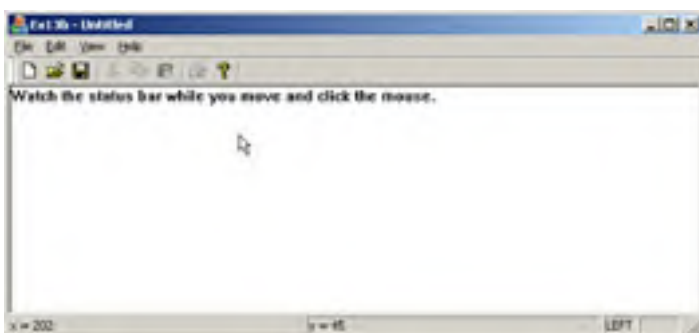 Ex13b - Untitled
File Edit View Help
Watch the status bar while you move and click the mouse.
x = 202 y = 45 LEFT